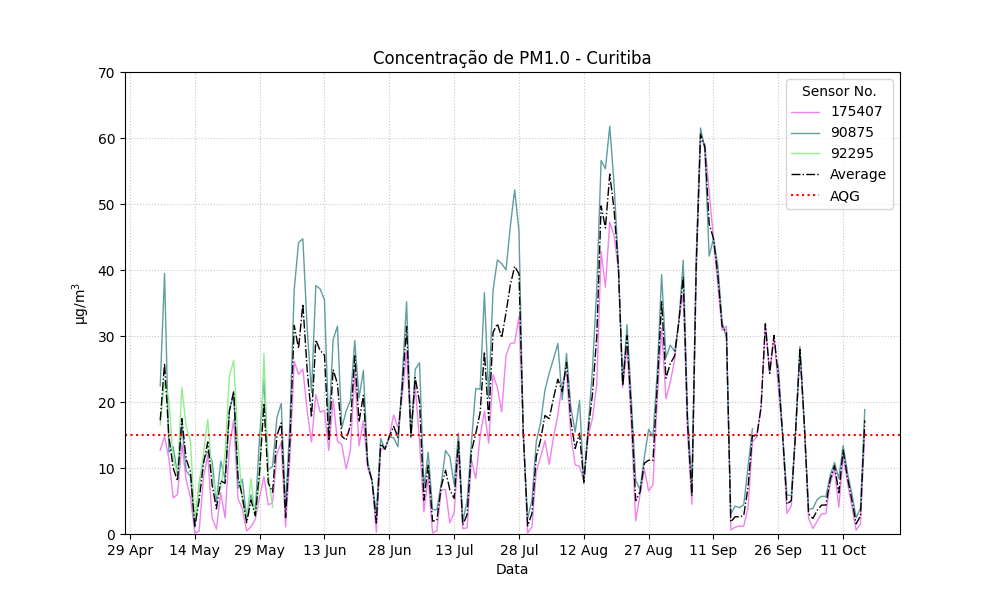 Concentração de PM1.0 - Curitiba
70
60
50
40
30
20
10
0
µg/m³
29 Apr
14 May
29 May
13 Jun
28 Jun
13 Jul
28 Jul
12 Aug
27 Aug
11 Sep
26 Sep
11 Oct
Data
Sensor No.
175407
90875
92295
Average
AQG